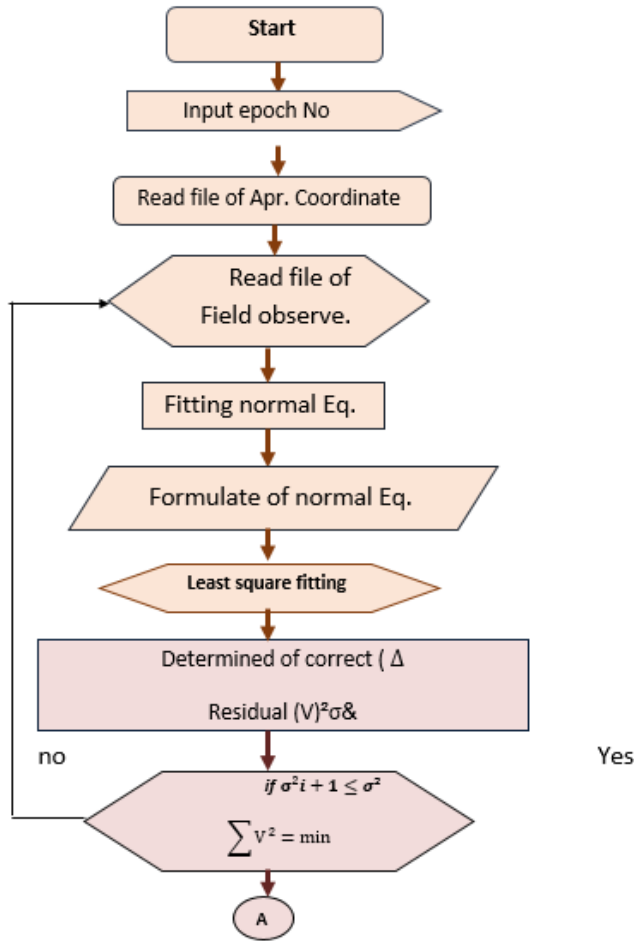 Start
Input epoch No
Read file of Apr. Coordinate
Read file of
Field observe.
Fitting normal Eq.
Formulate of normal Eq.
Least square fitting
Determined of correct ( Δ
Residual (V)²σ&
no
Yes
if σ²i + 1 ≤ σ²
∑ V² = min
A